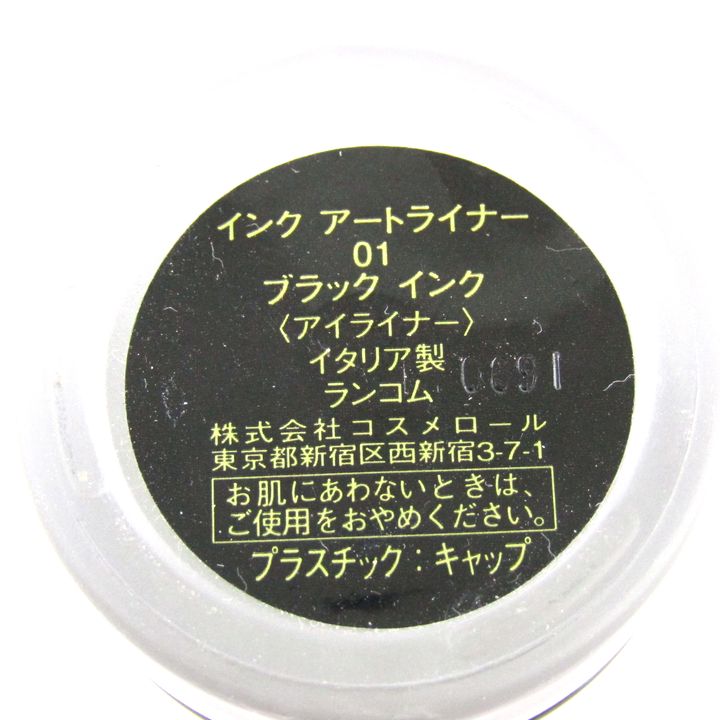 インク アートライナー
01
ブラック インク
〈アイライナー〉
イタリア製
ランコム
株式会社コスメロール
東京都新宿区西新宿3-7-1
お肌にあわないときは、
ご使用をおやめください。
プラスチック：キャップ